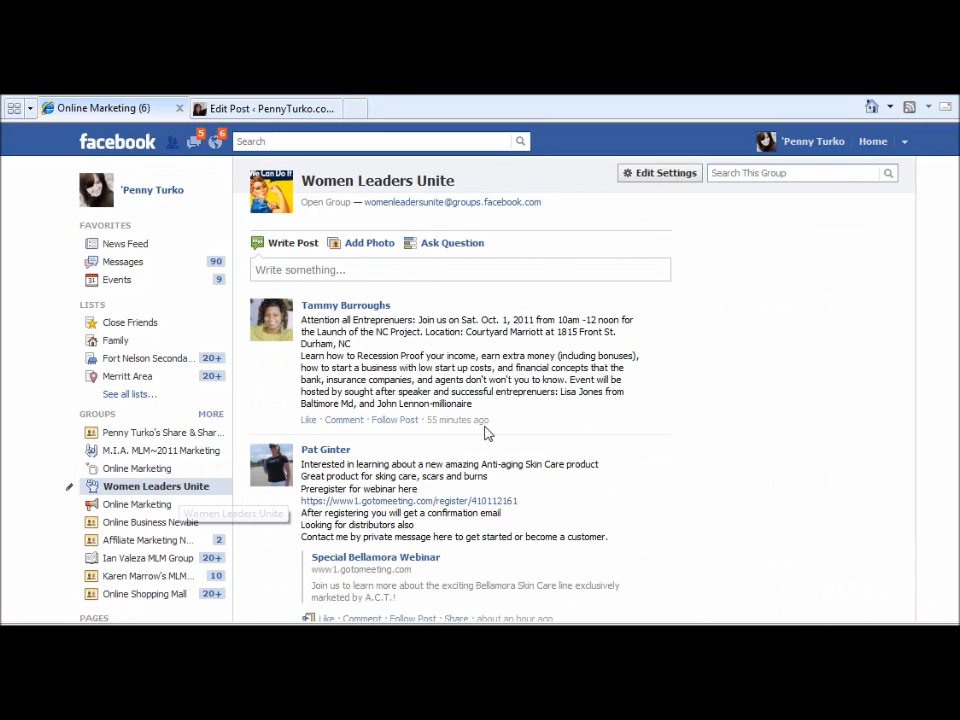 Online Marketing (6)
Edit Post ‹ PennyTurko.co...
facebook
5
6
Search
'Penny Turko
Home
'Penny Turko
FAVORITES
News Feed
Messages 90
Events 9
LISTS
Close Friends
Family
Fort Nelson Seconda... 20+
Merritt Area 20+
See all lists...
GROUPS MORE
Penny Turko's Share & Shar...
M.I.A. MLM~2011 Marketing
Online Marketing
Women Leaders Unite
Online Marketing
Women Leaders Unite
Online Business Newbie
Affiliate Marketing N... 2
Ian Valeza MLM Group 20+
Karen Marrow's MLM... 10
Online Shopping Mall 20+
PAGES
We Can Do It
Women Leaders Unite
Open Group — womenleadersunite@groups.facebook.com
Edit Settings
Search This Group
Write Post Add Photo Ask Question
Write something...
Tammy Burroughs
Attention all Entreprenuers: Join us on Sat. Oct. 1, 2011 from 10am -12 noon for
the Launch of the NC Project. Location: Courtyard Marriott at 1815 Front St.
Durham, NC
Learn how to Recession Proof your income, earn extra money (including bonuses),
how to start a business with low start up costs, and financial concepts that the
bank, insurance companies, and agents don't won't you to know. Event will be
hosted by sought after speaker and successful entreprenuers: Lisa Jones from
Baltimore Md, and John Lennon-millionaire
Like · Comment · Follow Post · 55 minutes ago
Pat Ginter
Interested in learning about a new amazing Anti-aging Skin Care product
Great product for sking care, scars and burns
Preregister for webinar here
https://www1.gotomeeting.com/register/410112161
After registering you will get a confirmation email
Looking for distributors also
Contact me by private message here to get started or become a customer.
Special Bellamora Webinar
www1.gotomeeting.com
Join us to learn more about the exciting Bellamora Skin Care line exclusively
marketed by A.C.T.!
Like · Comment · Follow Post · Share · about an hour ago